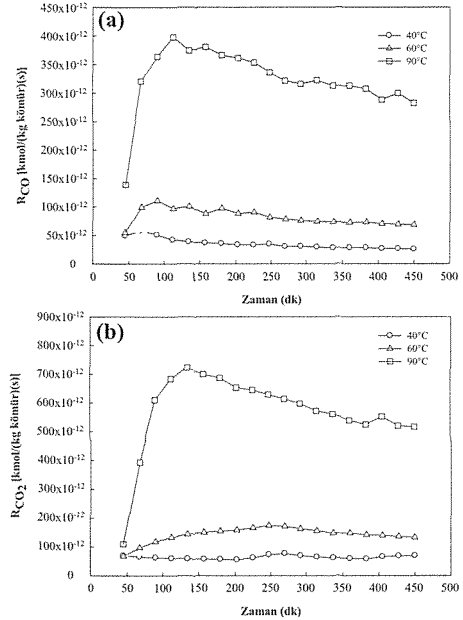 (a)
40°C
60°C
90°C
450x10-12
400x10-12
350x10-12
300x10-12
250x10-12
200x10-12
150x10-12
100x10-12
50x10-12
0
RCO [kmol/(kg kömür)(s)]
0 50 100 150 200 250 300 350 400 450 500
Zaman (dk)
(b)
40°C
60°C
90°C
900x10-12
800x10-12
700x10-12
600x10-12
500x10-12
400x10-12
300x10-12
200x10-12
100x10-12
0
RCO2 [kmol/(kg kömür)(s)]
0 50 100 150 200 250 300 350 400 450 500
Zaman (dk)